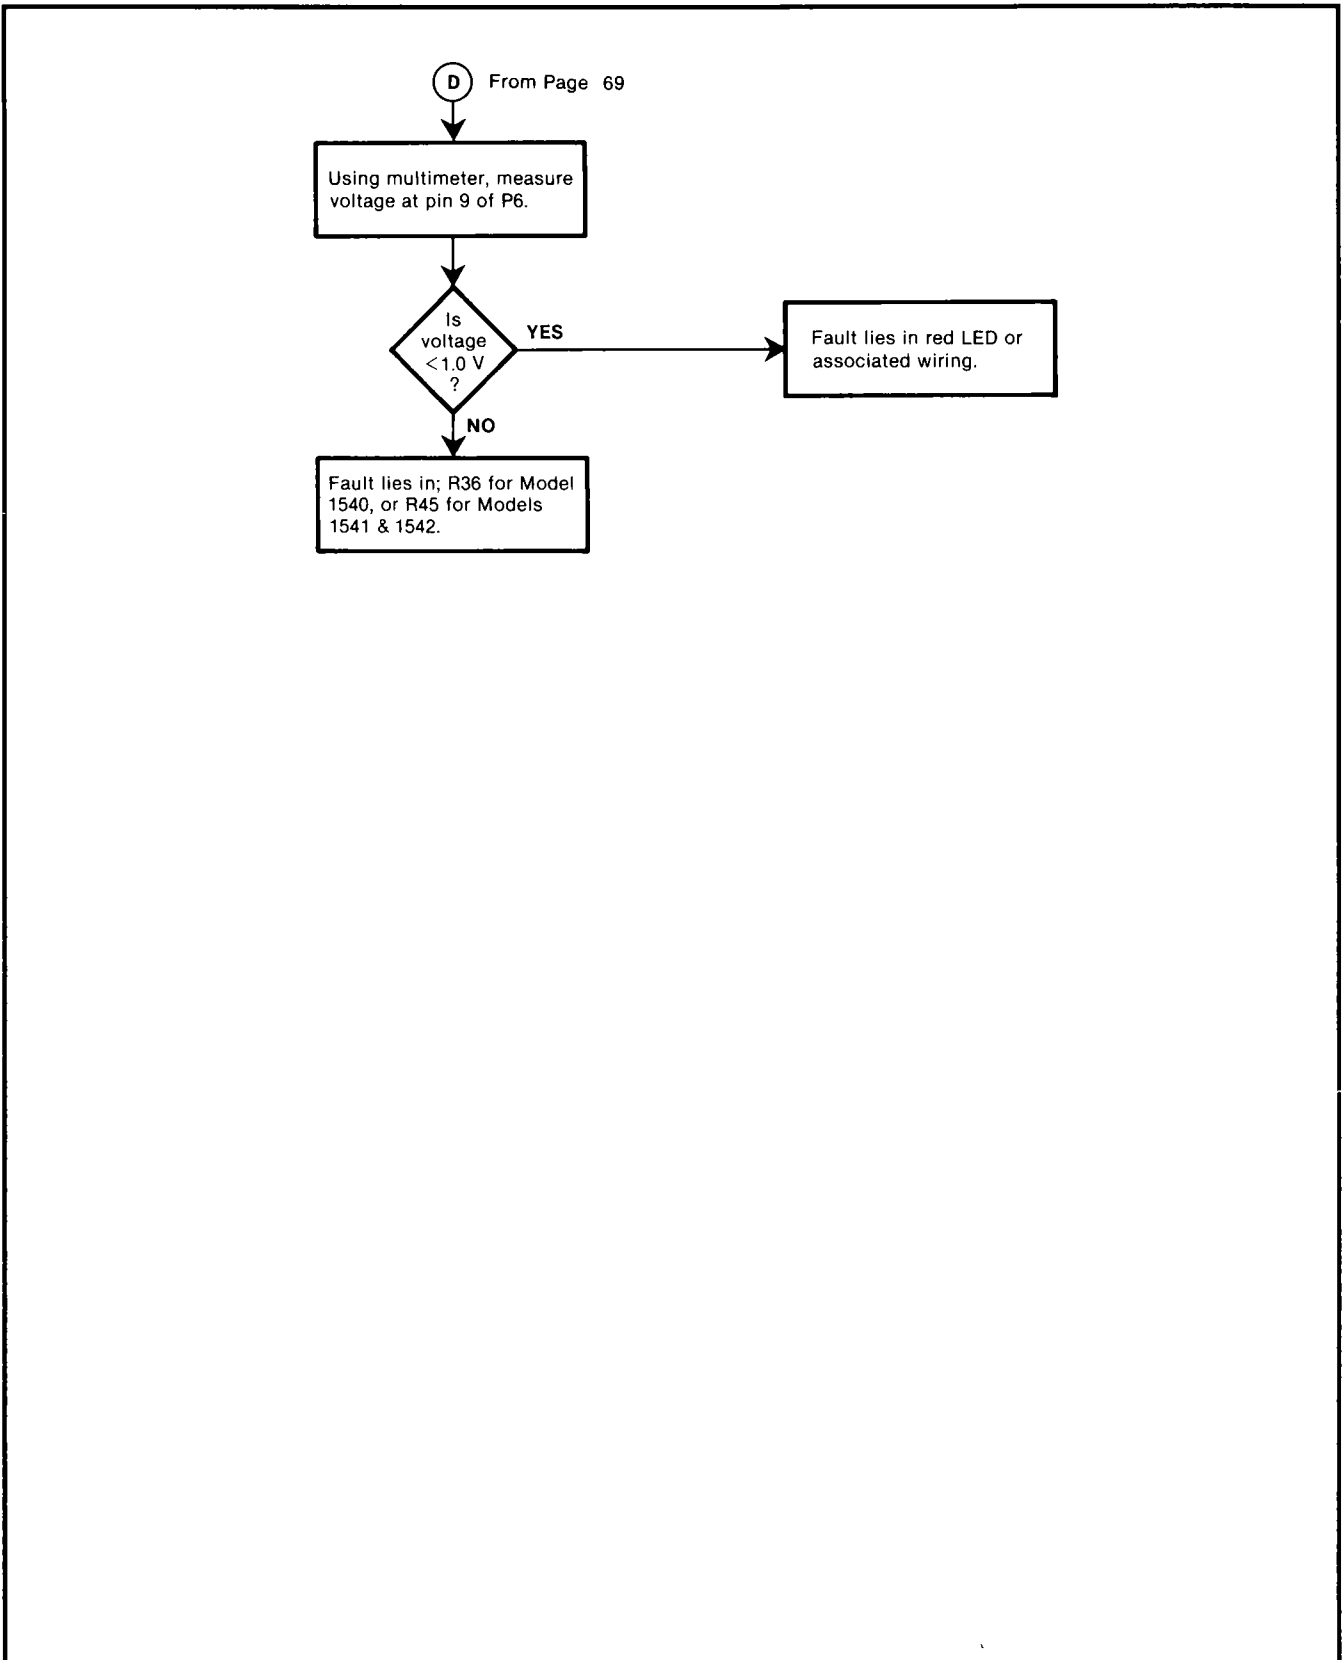 D From Page 69
Using multimeter, measure
voltage at pin 9 of P6.
Is
voltage
<1.0 V
?
YES
Fault lies in red LED or
associated wiring.
NO
Fault lies in; R36 for Model
1540, or R45 for Models
1541 & 1542.